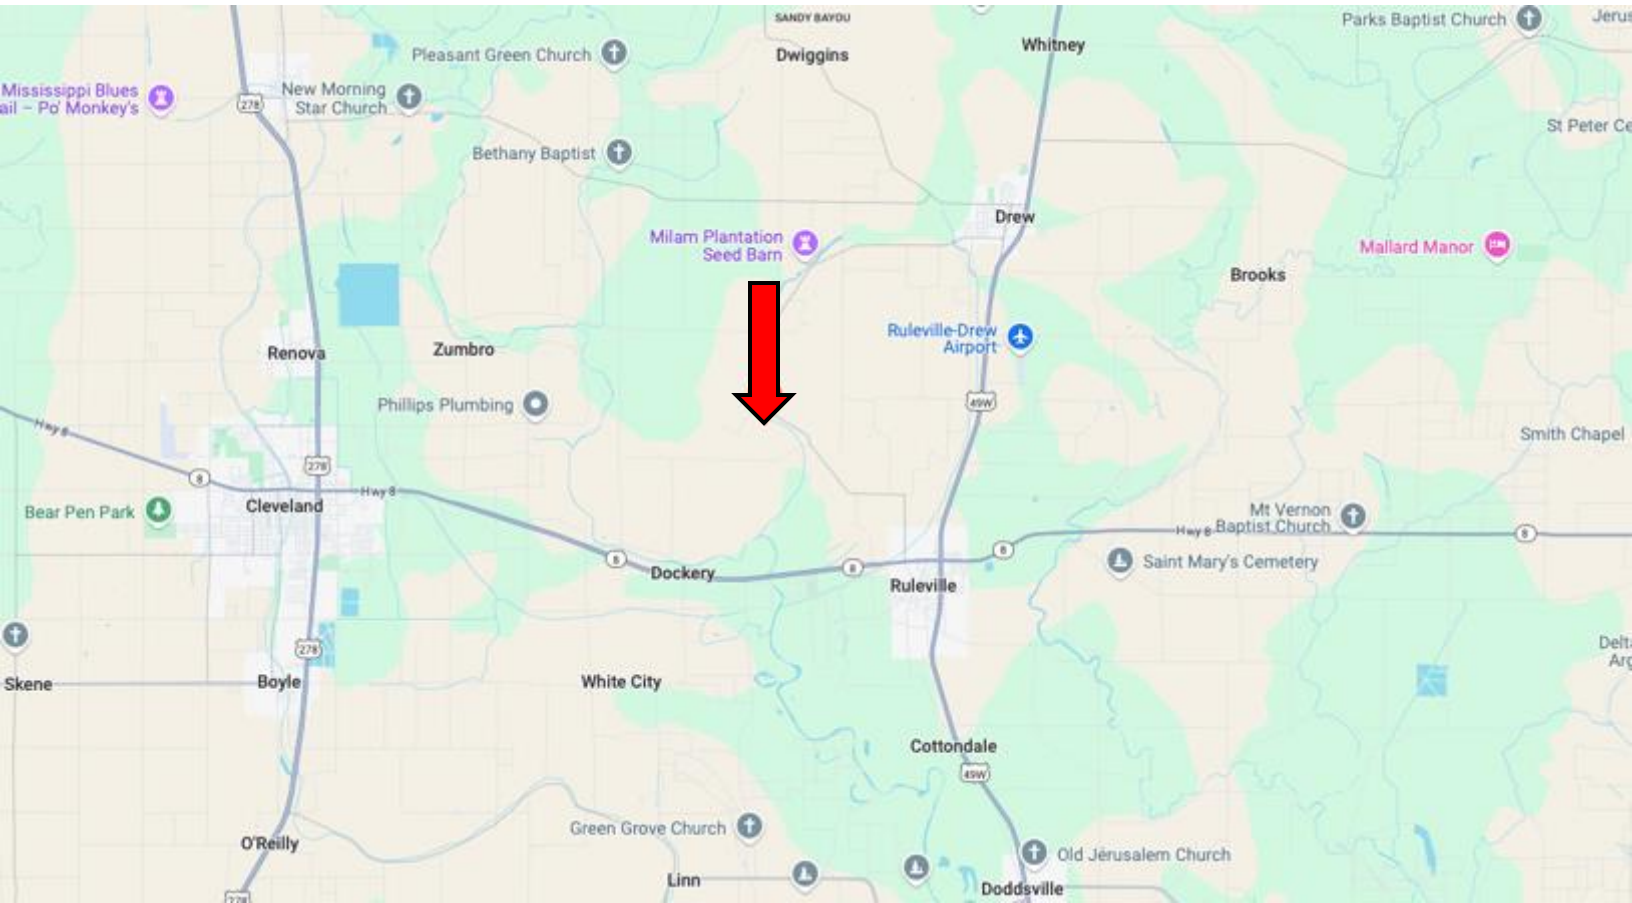 SANDY BAYOU
Parks Baptist Church
Jerus
Dwiggins
Whitney
Pleasant Green Church
Mississippi Blues
ail – Po' Monkey's
278
New Morning
Star Church
Bethany Baptist
St Peter Ce
Drew
Milam Plantation
Seed Barn
Mallard Manor
Brooks
Ruleville-Drew
Airport
Renova
Zumbro
49W
Phillips Plumbing
Hwy 8
Smith Chapel
278
8
Hwy 8
Cleveland
Bear Pen Park
Mt Vernon
Baptist Church
Hwy 8
8
8
8
8
Dockery
Ruleville
Saint Mary's Cemetery
278
Delta
Arg
Skene
Boyle
White City
Cottondale
49W
Green Grove Church
O'Reilly
Old Jerusalem Church
Linn
Doddsville
278